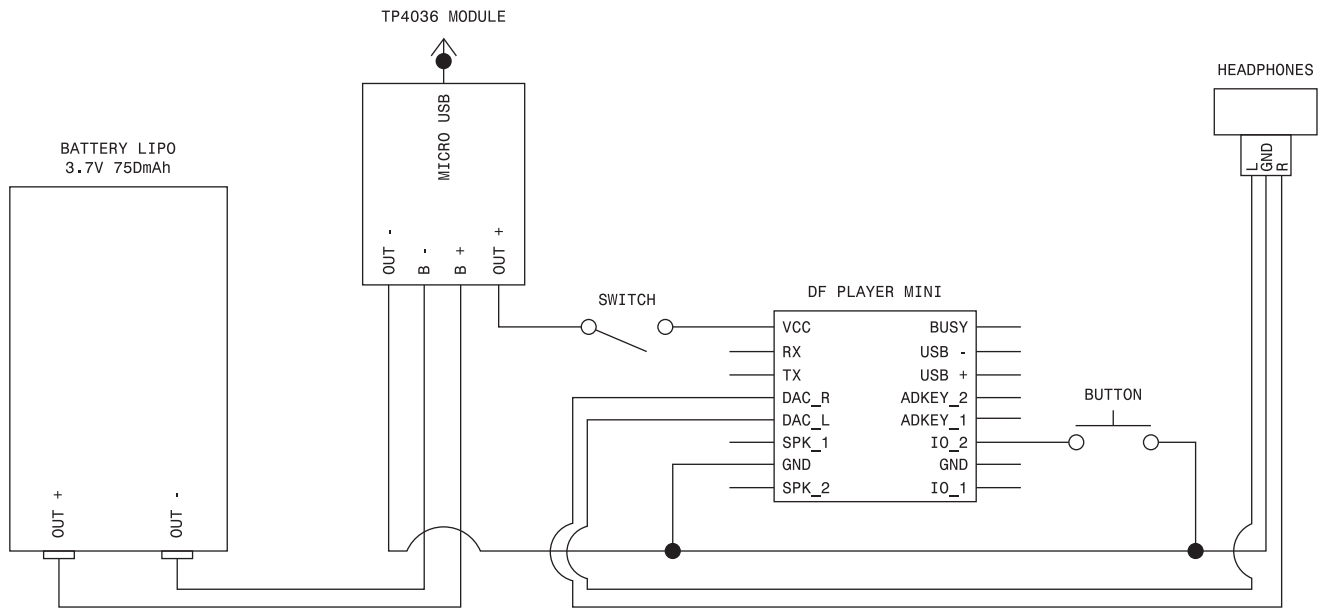 TP4036 MODULE
MICRO USB
OUT -
B -
B +
OUT +
BATTERY LIPO
3.7V 75DmAh
OUT +
OUT -
SWITCH
DF PLAYER MINI
VCC
RX
TX
DAC_R
DAC_L
SPK_1
GND
SPK_2
BUSY
USB -
USB +
ADKEY_2
ADKEY_1
IO_2
GND
IO_1
BUTTON
HEADPHONES
L
GND
R